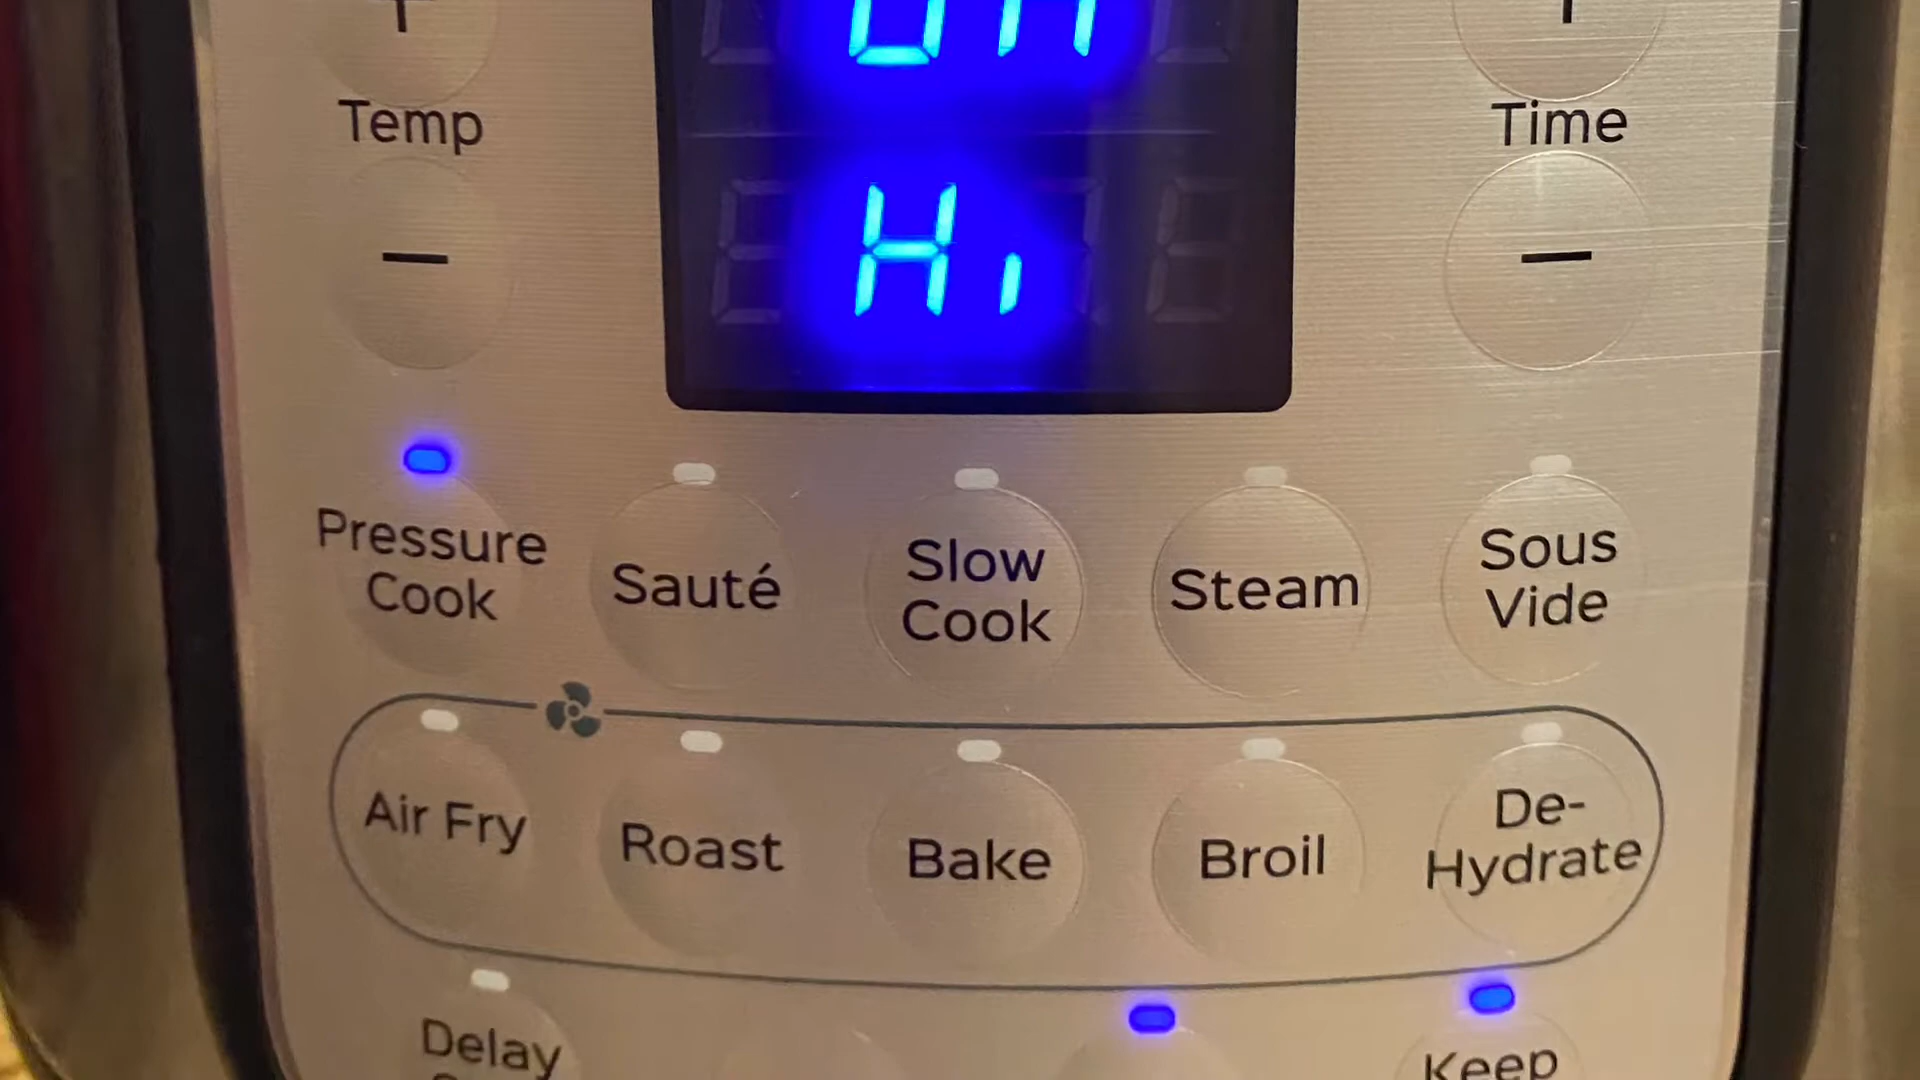 On
+
+
Temp
Time
Hi
−
−
Pressure
Cook
Sauté
Slow
Cook
Steam
Sous
Vide
Air Fry
Roast
Bake
Broil
De-
Hydrate
Delay
Keep